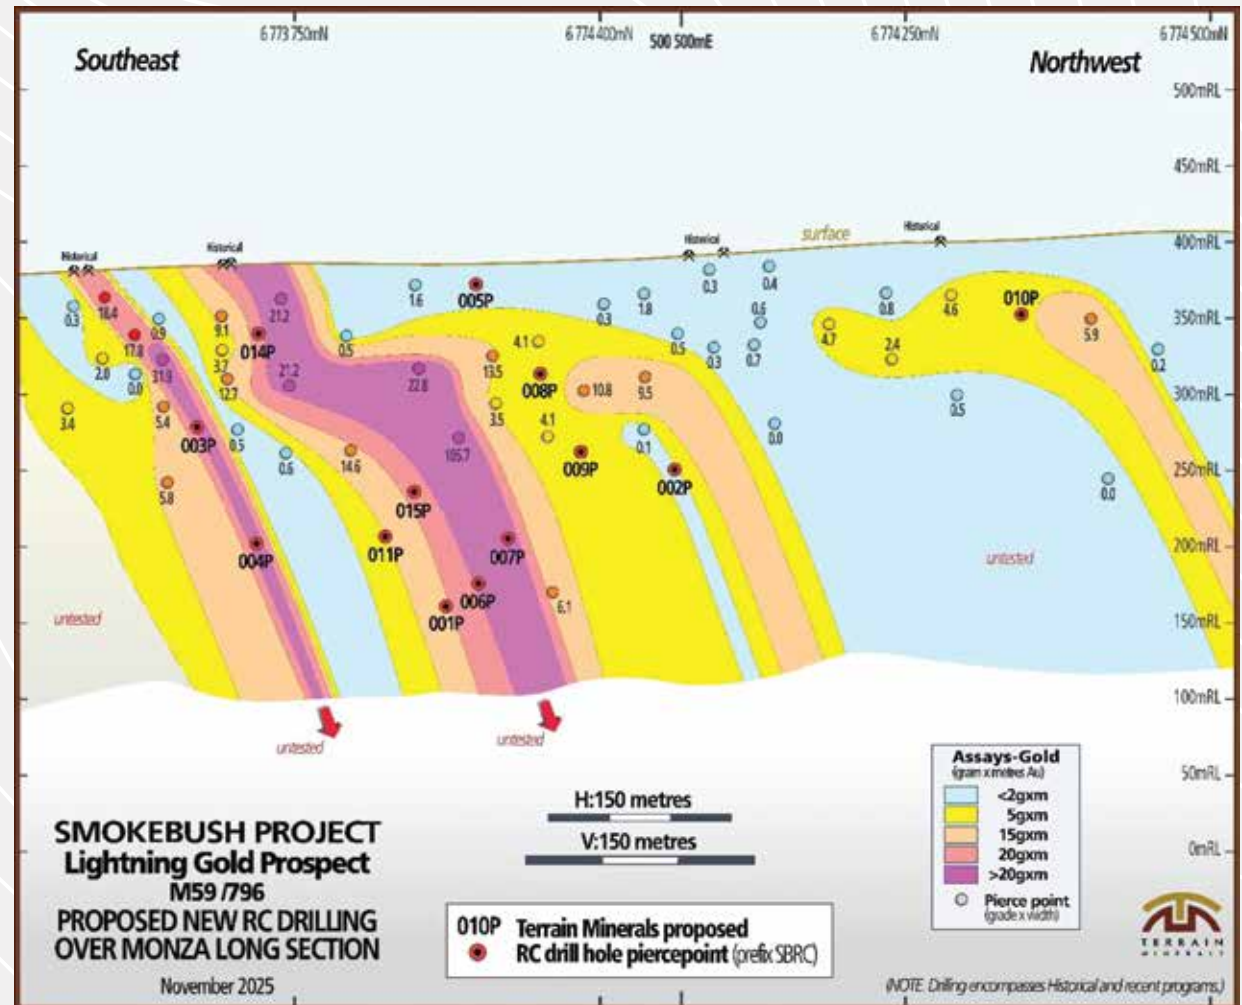 6 773 750mN
6 774 400mN
500 500mE
6 774 250mN
6 774 500mN
Southeast
Northwest
500mRL
450mRL
400mRL
350mRL
300mRL
250mRL
200mRL
150mRL
100mRL
50mRL
0mRL
Historical
Historical
Historical
Historical
surface
0.3
18.4
17.8
0.9
2.0
0.0
31.9
3.4
5.4
003P
5.8
004P
9.1
3.7
12.7
0.5
0.6
21.2
014P
21.2
0.5
14.6
1.6
005P
22.8
105.7
13.5
3.5
4.1
008P
4.1
009P
10.8
9.5
0.3
1.8
0.5
0.3
0.3
0.4
0.6
0.7
0.1
002P
0.0
015P
011P
007P
006P
001P
6.1
4.7
0.8
2.4
4.6
0.5
010P
5.9
0.2
0.0
untested
untested
untested
untested
H:150 metres
V:150 metres
SMOKEBUSH PROJECT
Lightning Gold Prospect
M59 /796
PROPOSED NEW RC DRILLING
OVER MONZA LONG SECTION
November 2025
010P Terrain Minerals proposed
RC drill hole piercepoint (prefix SBRC)
Assays-Gold
(gram x metres Au)
<2gxm
5gxm
15gxm
20gxm
>20gxm
Pierce point
(grade x width)
TERRAIN
MINERALS
(NOTE. Drilling encompasses Historical and recent programs.)